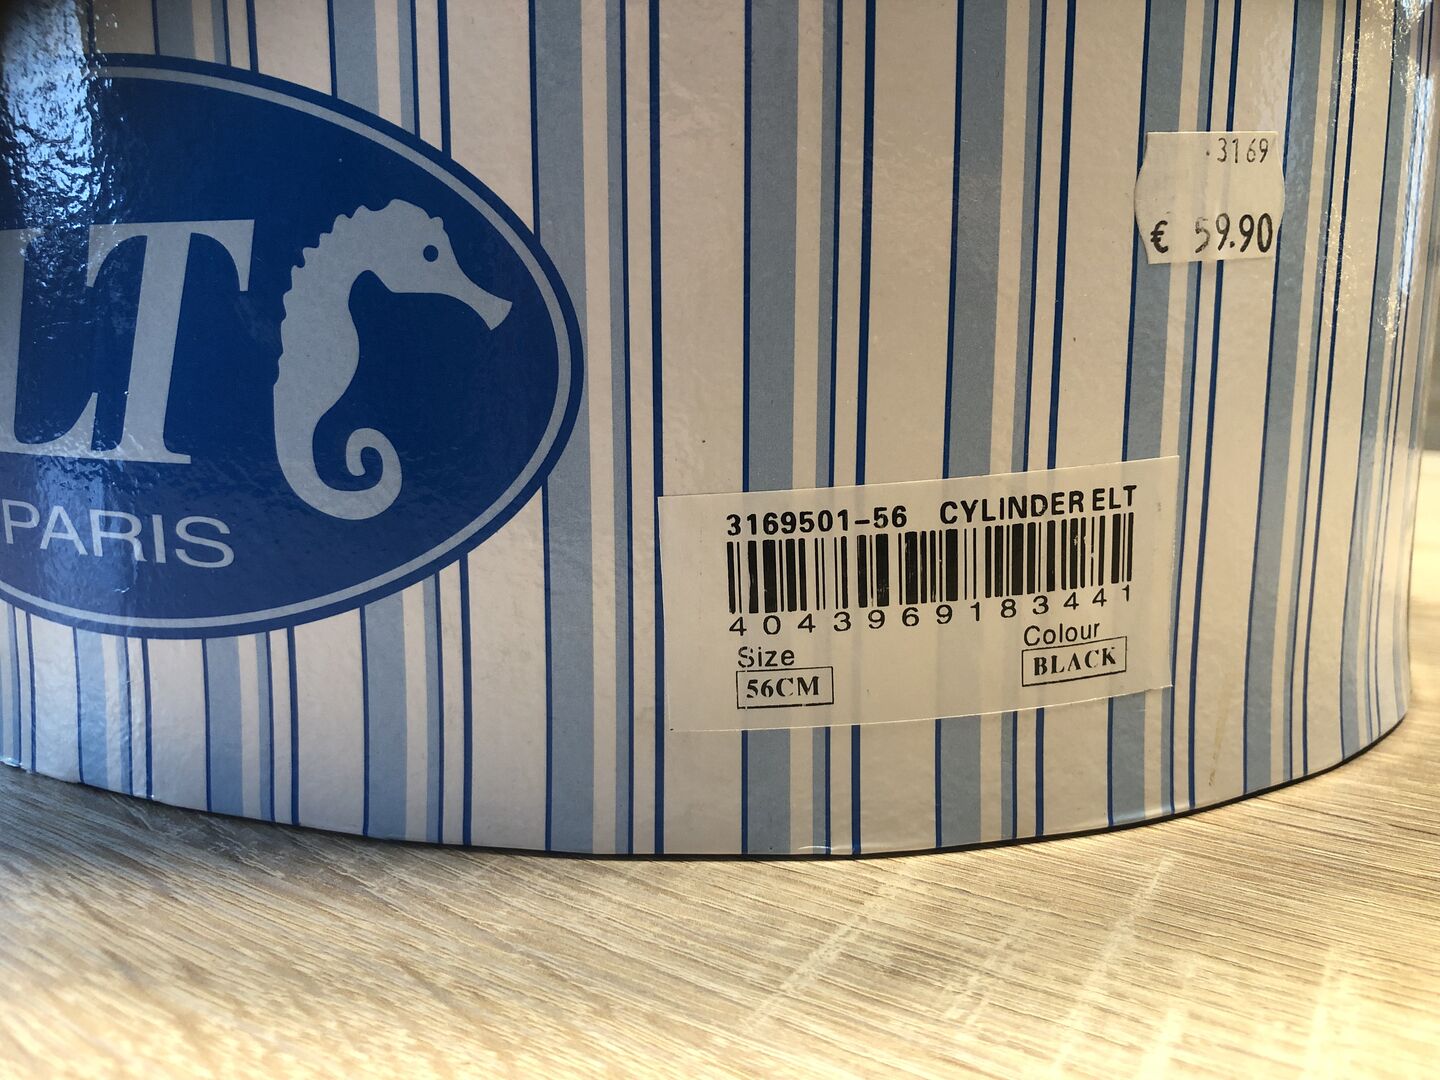 LT
PARIS
3169
€ 59.90
3169501-56 CYLINDER ELT
4043969183441
Size
56CM
Colour
BLACK